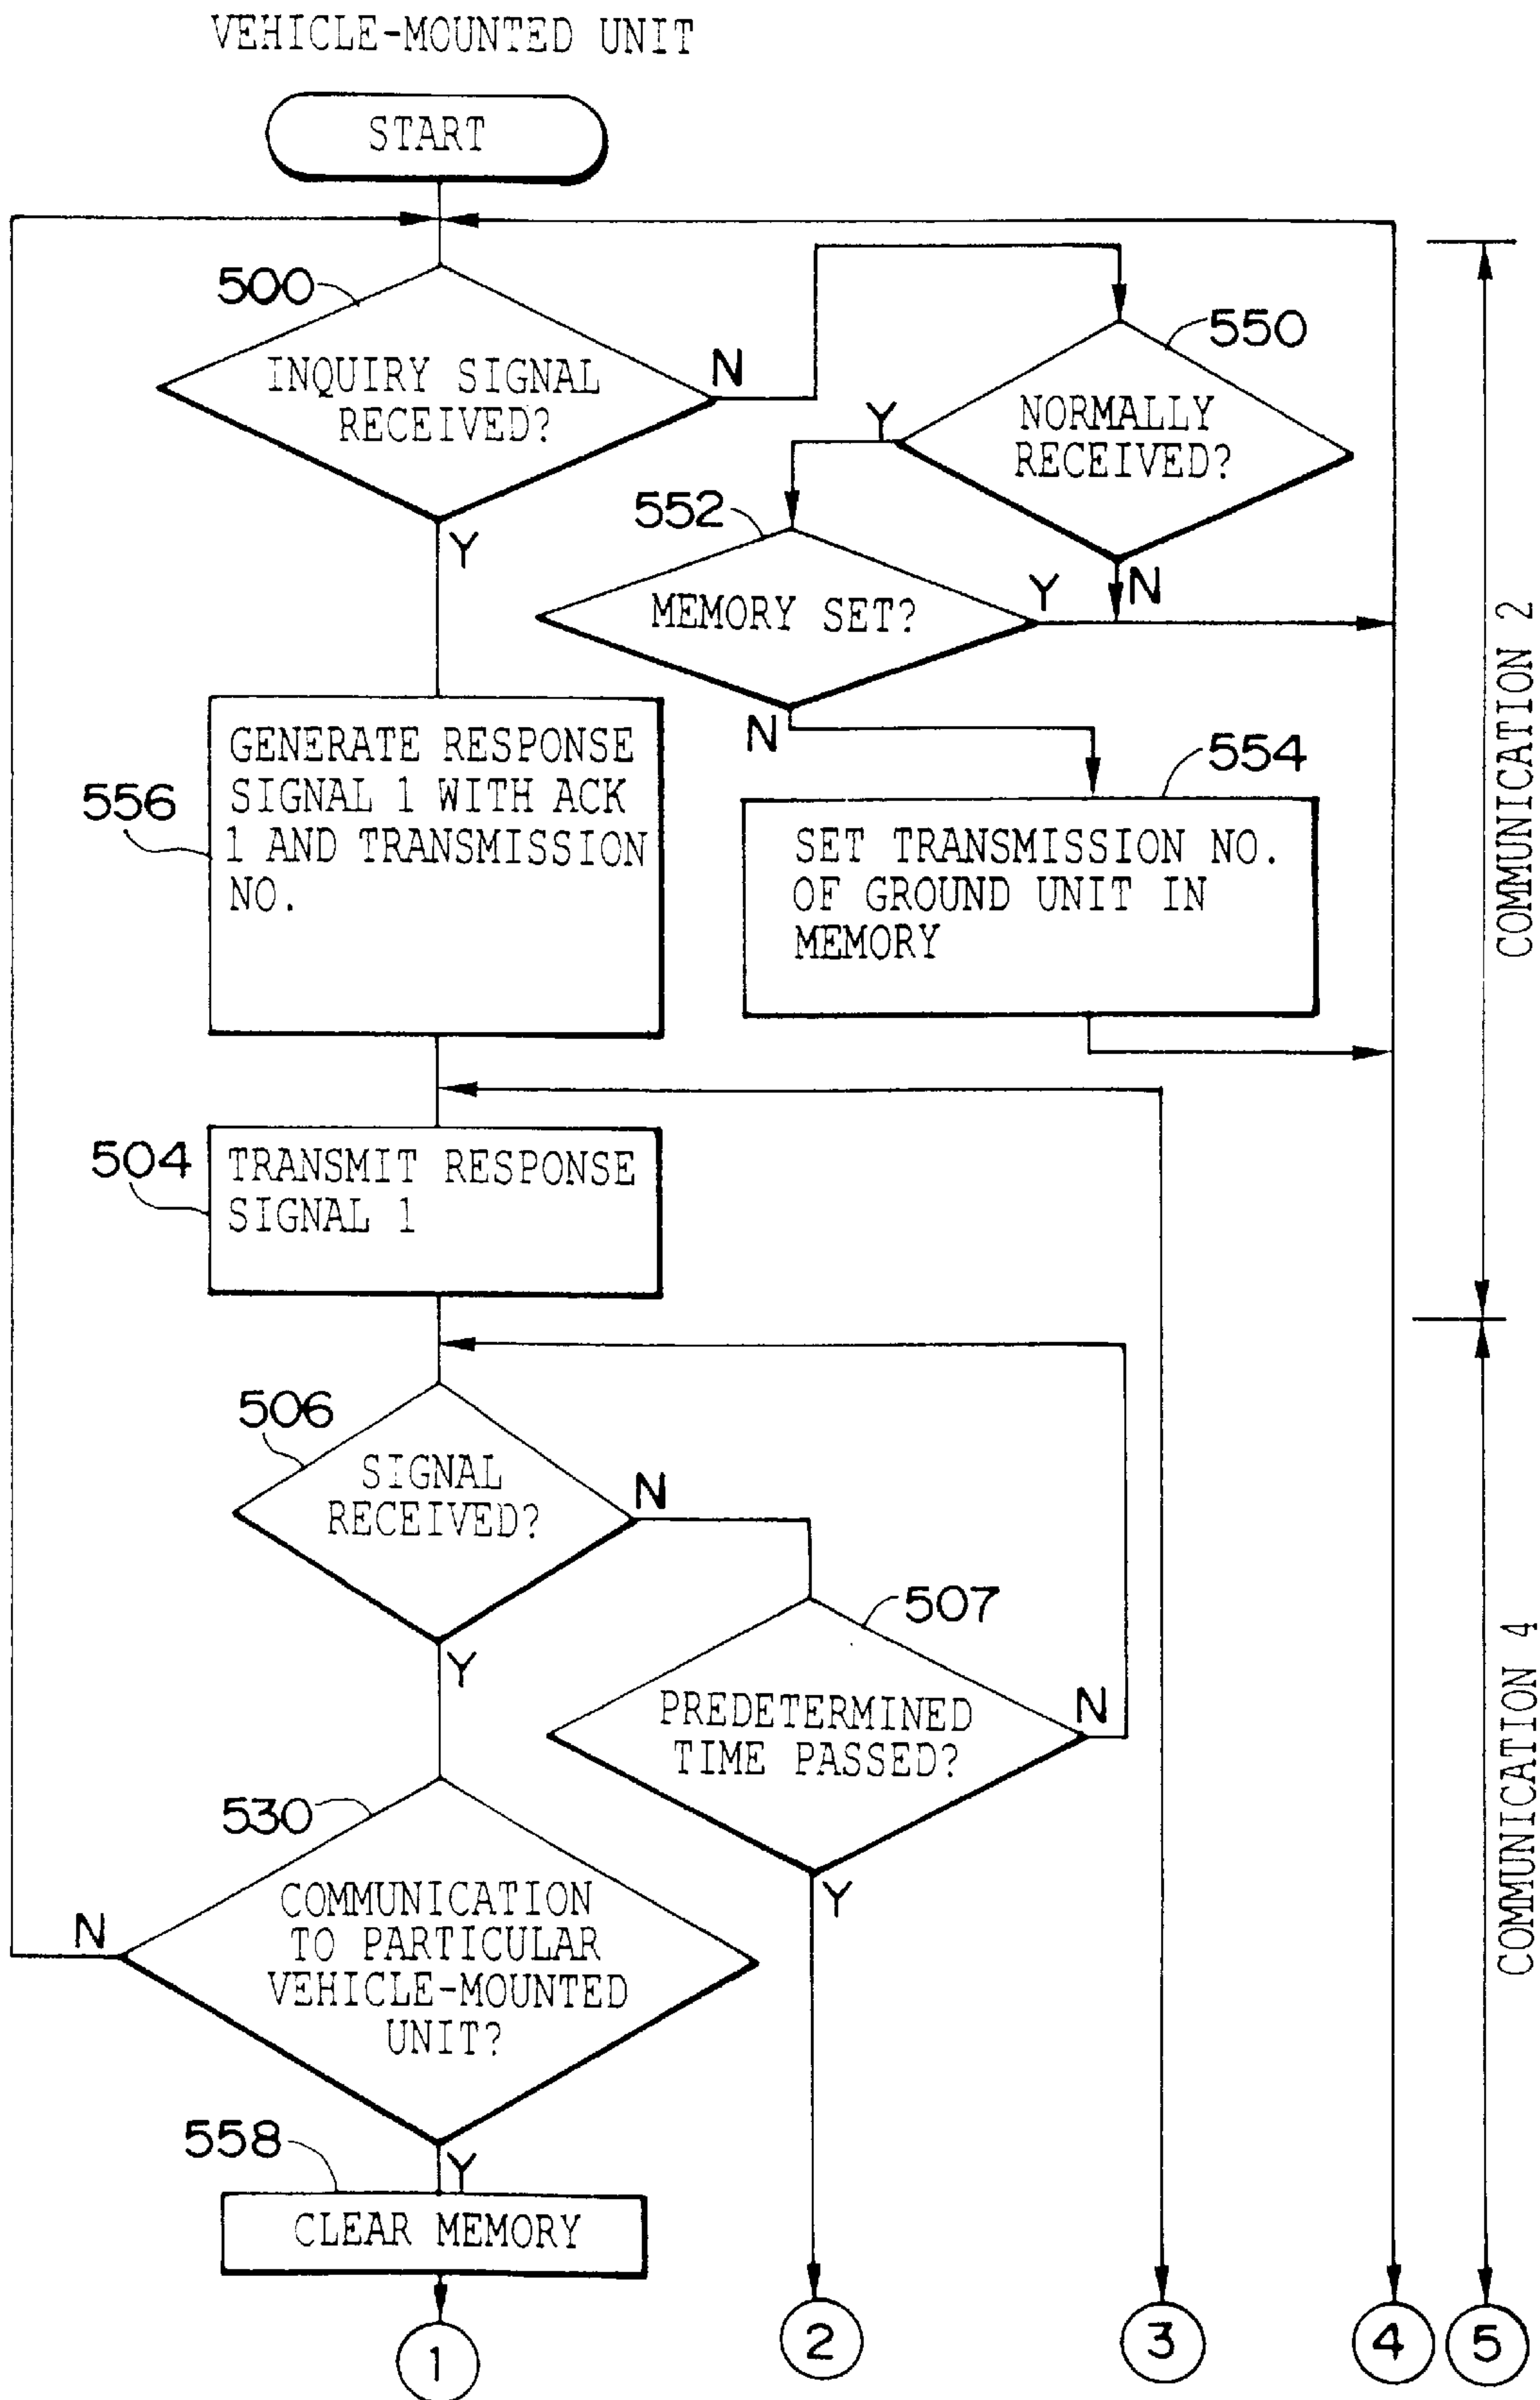 VEHICLE-MOUNTED UNIT
START
500
INQUIRY SIGNAL
RECEIVED?
N
Y
550
NORMALLY
RECEIVED?
Y
N
552
MEMORY SET?
Y
N
554
SET TRANSMISSION NO.
OF GROUND UNIT IN
MEMORY
556
GENERATE RESPONSE
SIGNAL 1 WITH ACK
1 AND TRANSMISSION
NO.
COMMUNICATION 2
504
TRANSMIT RESPONSE
SIGNAL 1
506
SIGNAL
RECEIVED?
N
Y
507
PREDETERMINED
TIME PASSED?
N
Y
530
COMMUNICATION
TO PARTICULAR
VEHICLE-MOUNTED
UNIT?
N
Y
COMMUNICATION 4
558
CLEAR MEMORY
1
2
3
4
5